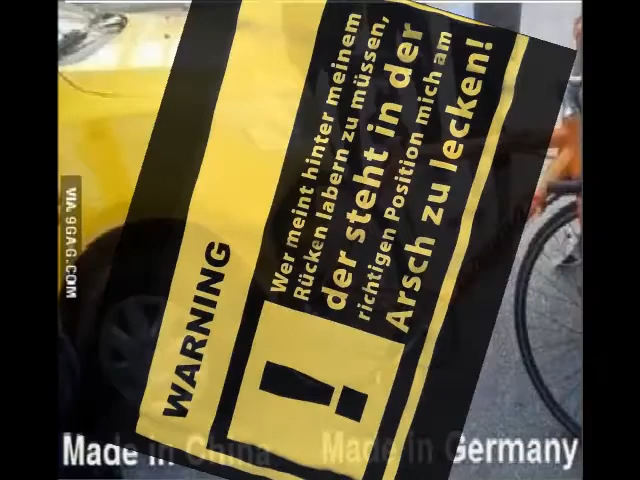 WARNING
Wer meint hinter meinem
Rücken labern zu müssen,
der steht in der
richtigen Position mich am
Arsch zu lecken!
!
VIA 9GAG.COM
Made in China
Made in Germany